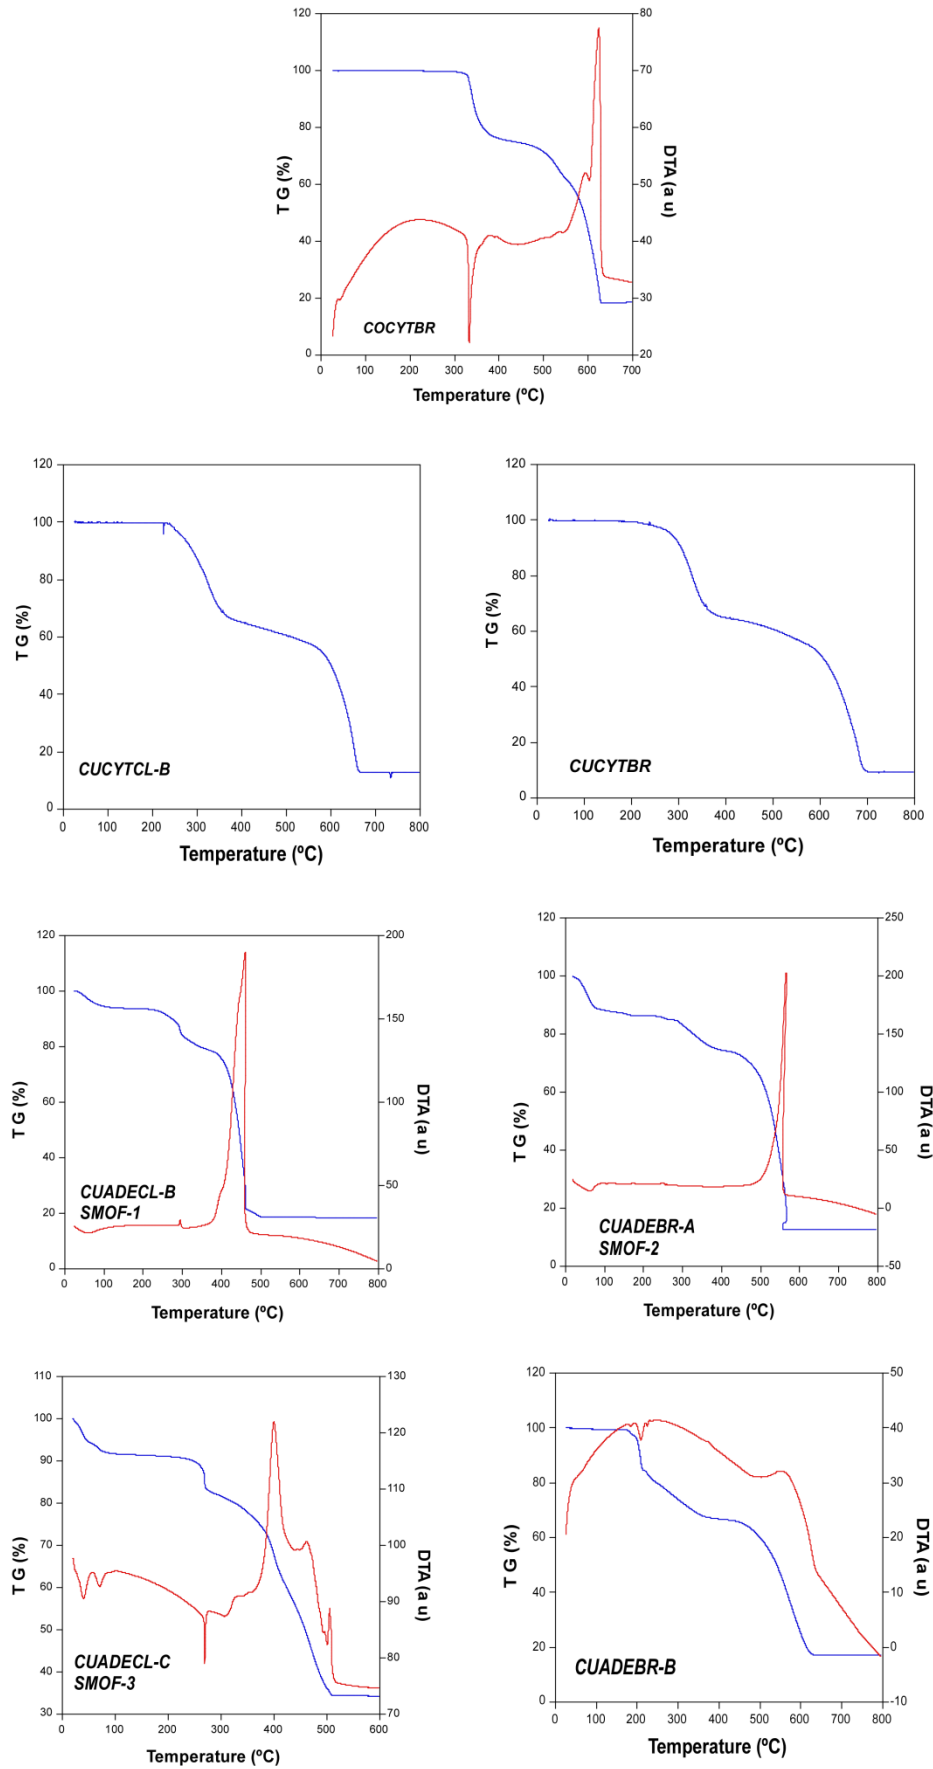 120
100
80
60
40
20
0
80
70
60
50
40
30
20
T G (%)
DTA (a u)
COCYTBR
0 100 200 300 400 500 600 700
Temperature (ºC)
120
100
80
60
40
20
0
T G (%)
CUCYTCL-B
0 100 200 300 400 500 600 700 800
Temperature (ºC)
120
100
80
60
40
20
0
T G (%)
CUCYTBR
0 100 200 300 400 500 600 700 800
Temperature (ºC)
120
100
80
60
40
20
0
200
150
100
50
0
T G (%)
DTA (a u)
CUADECL-B
SMOF-1
0 100 200 300 400 500 600 700 800
Temperature (ºC)
120
100
80
60
40
20
0
250
200
150
100
50
0
-50
T G (%)
DTA (a u)
CUADEBR-A
SMOF-2
0 100 200 300 400 500 600 700 800
Temperature (ºC)
110
100
90
80
70
60
50
40
30
130
120
110
100
90
80
70
T G (%)
DTA (a u)
CUADECL-C
SMOF-3
0 100 200 300 400 500 600
Temperature (ºC)
120
100
80
60
40
20
0
50
40
30
20
10
0
-10
T G (%)
DTA (a u)
CUADEBR-B
0 100 200 300 400 500 600 700 800
Temperature (ºC)